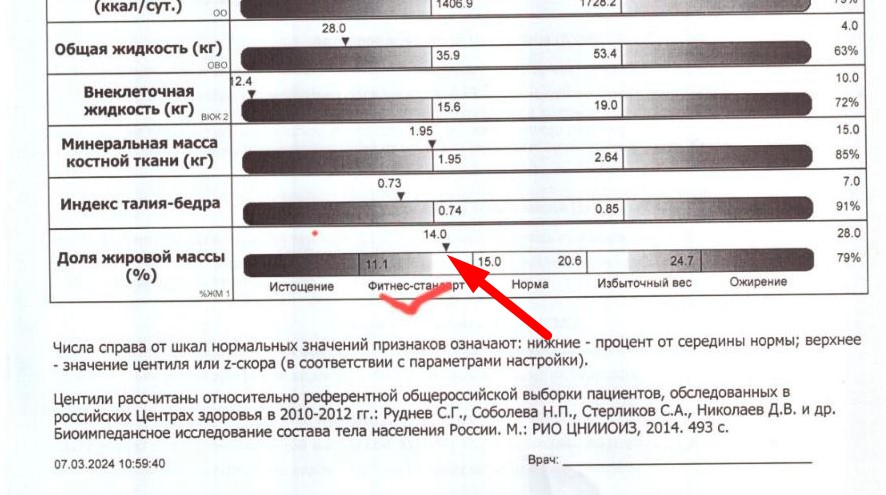 (ккал/сут.)
ОО
1406.9
1728.2
Общая жидкость (кг)
ОВО
28.0
35.9
53.4
4.0
63%
Внеклеточная
жидкость (кг)
ВЖЖ 2
12.4
15.6
19.0
10.0
72%
Минеральная масса
костной ткани (кг)
1.95
1.95
2.64
15.0
85%
Индекс талия-бедра
0.73
0.74
0.85
7.0
91%
Доля жировой массы
(%)
%ЖМ 1
14.0
11.1
15.0
20.6
24.7
28.0
79%
Истощение
Фитнес-стандарт
Норма
Избыточный вес
Ожирение
Числа справа от шкал нормальных значений признаков означают: нижние - процент от середины нормы; верхнее
- значение центиля или z-скора (в соответствии с параметрами настройки).
Центили рассчитаны относительно референтной общероссийской выборки пациентов, обследованных в
российских Центрах здоровья в 2010-2012 гг.: Руднев С.Г., Соболева Н.П., Стерликов С.А., Николаев Д.В. и др.
Биоимпедансное исследование состава тела населения России. М.: РИО ЦНИИОИЗ, 2014. 493 с.
07.03.2024 10:59:40
Врач: